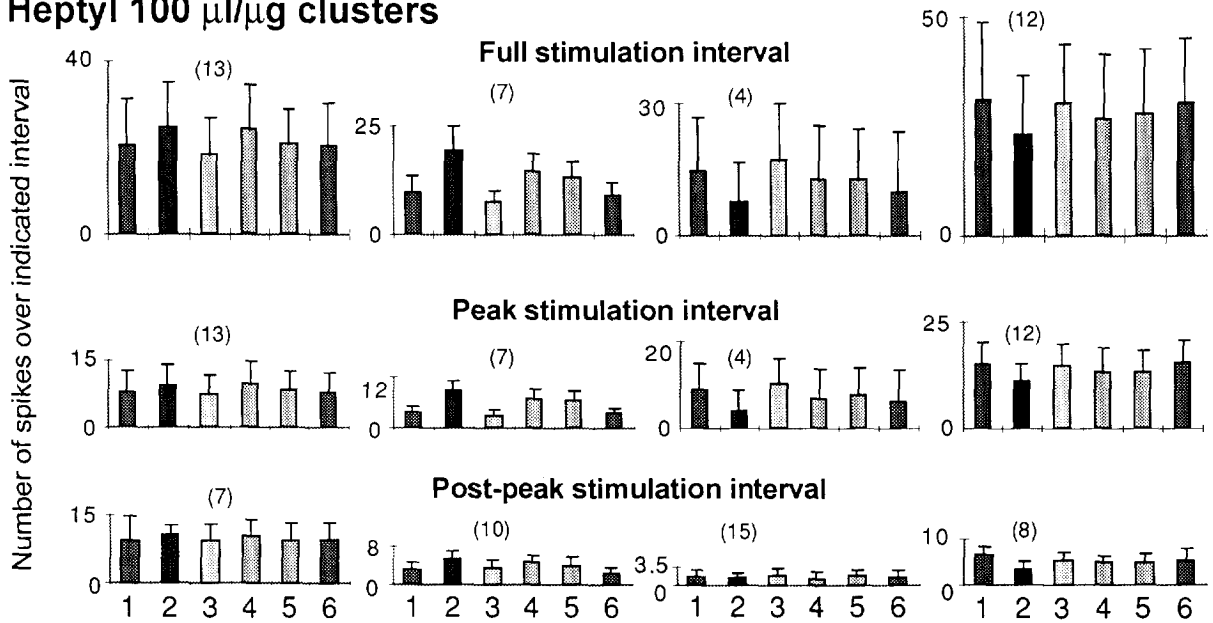 Heptyl 100 µl/µg clusters
Number of spikes over indicated interval
Full stimulation interval
40 (13) 0
25 (7) 0
30 (4) 0
50 (12) 0
Peak stimulation interval
15 (13) 0
12 (7) 0
20 (4) 0
25 (12) 0
Post-peak stimulation interval
15 (7) 0
8 (10) 0
3.5 (15) 0
10 (8) 0
1 2 3 4 5 6 1 2 3 4 5 6 1 2 3 4 5 6 1 2 3 4 5 6